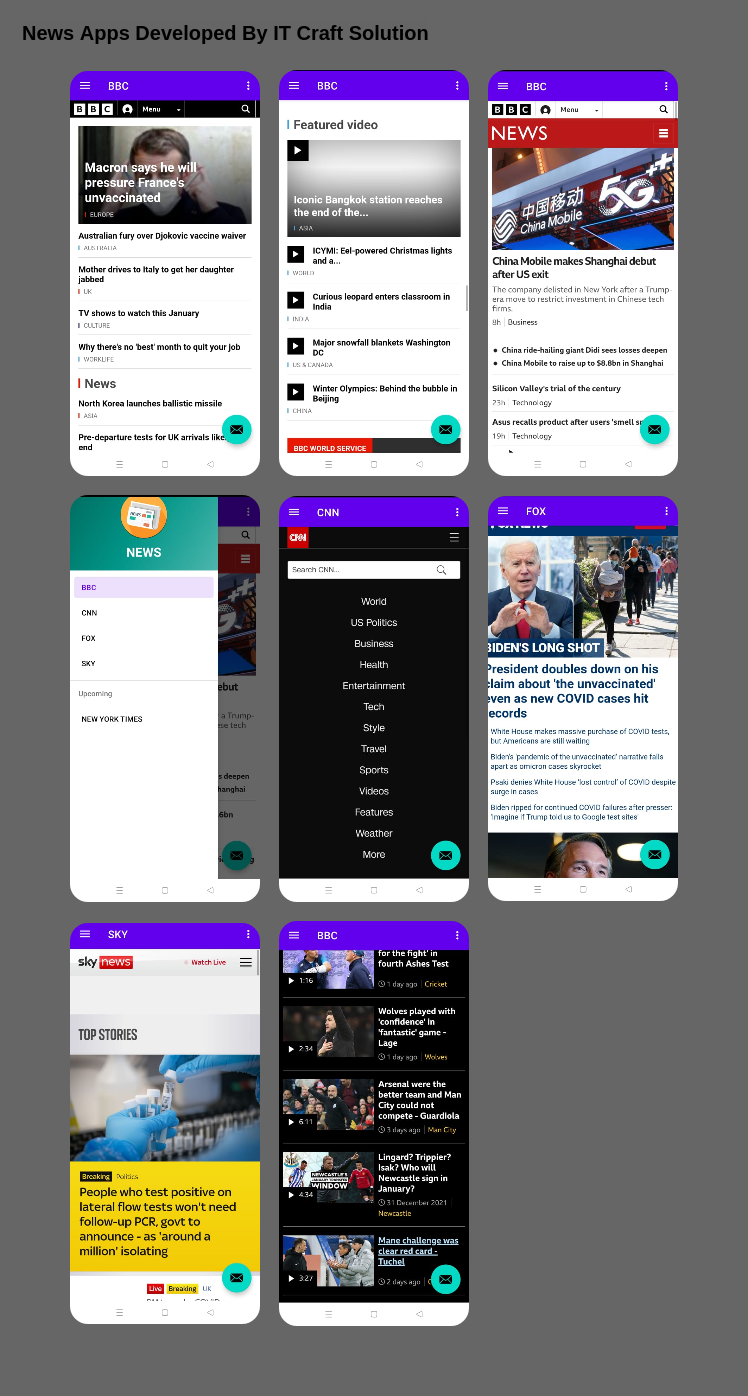 News Apps Developed By IT Craft Solution
BBC
BBC
Menu
Macron says he will
pressure France's
unvaccinated
EUROPE
Australian fury over Djokovic vaccine waiver
AUSTRALIA
Mother drives to Italy to get her daughter
jabbed
UK
TV shows to watch this January
CULTURE
Why there's no 'best' month to quit your job
WORKLIFE
News
North Korea launches ballistic missile
ASIA
Pre-departure tests for UK arrivals like
end
BBC
Featured video
Iconic Bangkok station reaches
the end of the...
ASIA
ICYMI: Eel-powered Christmas lights
and a...
WORLD
Curious leopard enters classroom in
India
INDIA
Major snowfall blankets Washington
DC
US & CANADA
Winter Olympics: Behind the bubble in
Beijing
CHINA
BBC WORLD SERVICE
BBC
BBC
Menu
NEWS
中国移动
China Mobile
5G++
China Mobile makes Shanghai debut
after US exit
The company delisted in New York after a Trump-
era move to restrict investment in Chinese tech
firms.
8h | Business
China ride-hailing giant Didi sees losses deepen
China Mobile to raise up to $8.8bn in Shanghai
Silicon Valley's trial of the century
23h | Technology
Asus recalls product after users 'smell
19h | Technology
NEWS
NEWS
BBC
CNN
FOX
SKY
Upcoming
NEW YORK TIMES
ebut
a Trump-
ese tech
s deepen
hanghai
6bn
CNN
CNN
Search CNN...
World
US Politics
Business
Health
Entertainment
Tech
Style
Travel
Sports
Videos
Features
Weather
More
FOX
BIDEN'S LONG SHOT
President doubles down on his
claim about 'the unvaccinated'
even as new COVID cases hit
records
White House makes massive purchase of COVID tests,
but Americans are still waiting
Biden's 'pandemic of the unvaccinated' narrative falls
apart as omicron cases skyrocket
Psaki denies White House 'lost control' of COVID despite
surge in cases
Biden ripped for continued COVID failures after presser:
'Imagine if Trump told us to Google test sites'
SKY
sky news
Watch Live
TOP STORIES
Breaking Politics
People who test positive on
lateral flow tests won't need
follow-up PCR, govt to
announce - as 'around a
million' isolating
Live Breaking UK
BBC
for the fight' in
fourth Ashes Test
1:16
1 day ago | Cricket
Wolves played with
'confidence' in
'fantastic' game -
Lage
2:34
1 day ago | Wolves
Arsenal were the
better team and Man
City could not
compete - Guardiola
6:11
3 days ago | Man City
Lingard? Trippier?
Isak? Who will
Newcastle sign in
January?
NEWCASTLE'S
JANUARY TRANSFER
WINDOW
4:34
31 December 2021 |
Newcastle
Mane challenge was
clear red card -
Tuchel
3:27
2 days ago |